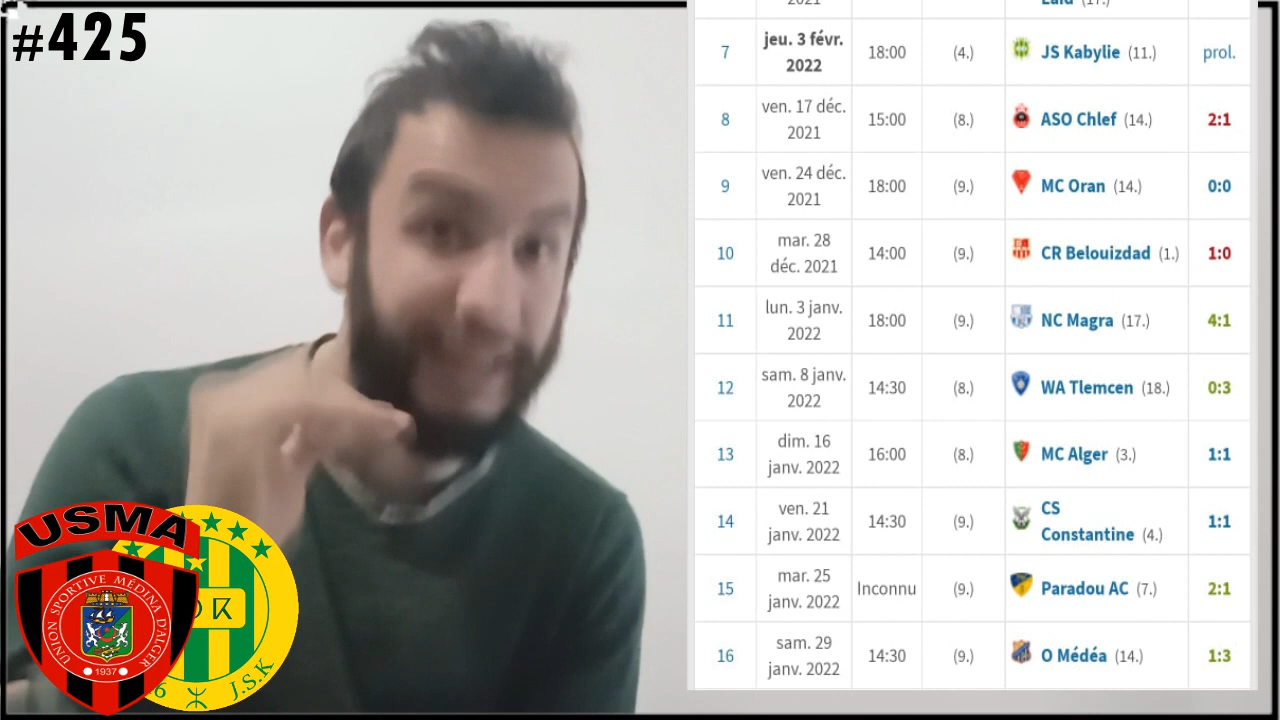 #425
2021
Laid (17.)
7 jeu. 3 févr. 2022 18:00 (4.) JS Kabylie (11.) prol.
8 ven. 17 déc. 2021 15:00 (8.) ASO Chlef (14.) 2:1
9 ven. 24 déc. 2021 18:00 (9.) MC Oran (14.) 0:0
10 mar. 28 déc. 2021 14:00 (9.) CR Belouizdad (1.) 1:0
11 lun. 3 janv. 2022 18:00 (9.) NC Magra (17.) 4:1
12 sam. 8 janv. 2022 14:30 (8.) WA Tlemcen (18.) 0:3
13 dim. 16 janv. 2022 16:00 (8.) MC Alger (3.) 1:1
14 ven. 21 janv. 2022 14:30 (9.) CS Constantine (4.) 1:1
15 mar. 25 janv. 2022 Inconnu (9.) Paradou AC (7.) 2:1
16 sam. 29 janv. 2022 14:30 (9.) O Médéa (14.) 1:3
USMA
UNION SPORTIVE MÉDINA D'ALGER
1937
J.S.K